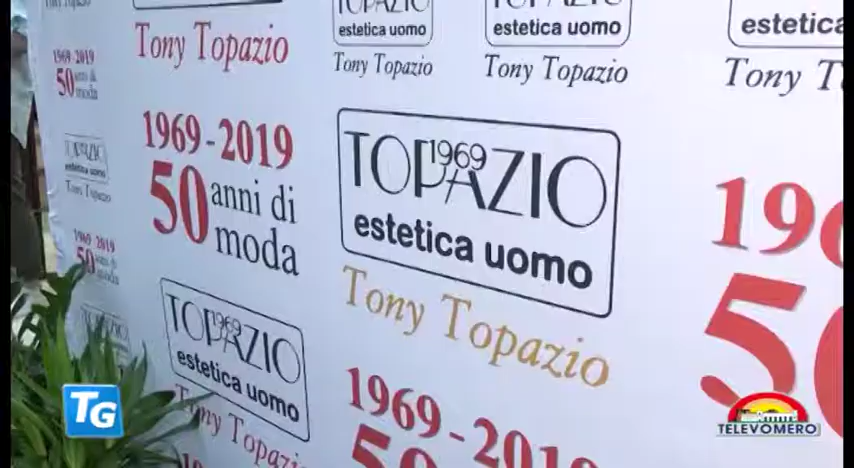 Topazio
Tony Topazio
TOPAZIO
estetica uomo
Tony Topazio
TOPAZIO
estetica uomo
Tony Topazio
estetica
Tony
1969-2019
50 anni di
moda
TOPAZIO
estetica uomo
Tony Topazio
1969-2019
50 anni di
moda
TOPAZIO
1969
estetica uomo
Tony Topazio
1969-2019
50 anni di
moda
TOPAZIO
1969
estetica uomo
Tony Topazio
1969-2019
50
TG
TELEVOMERO